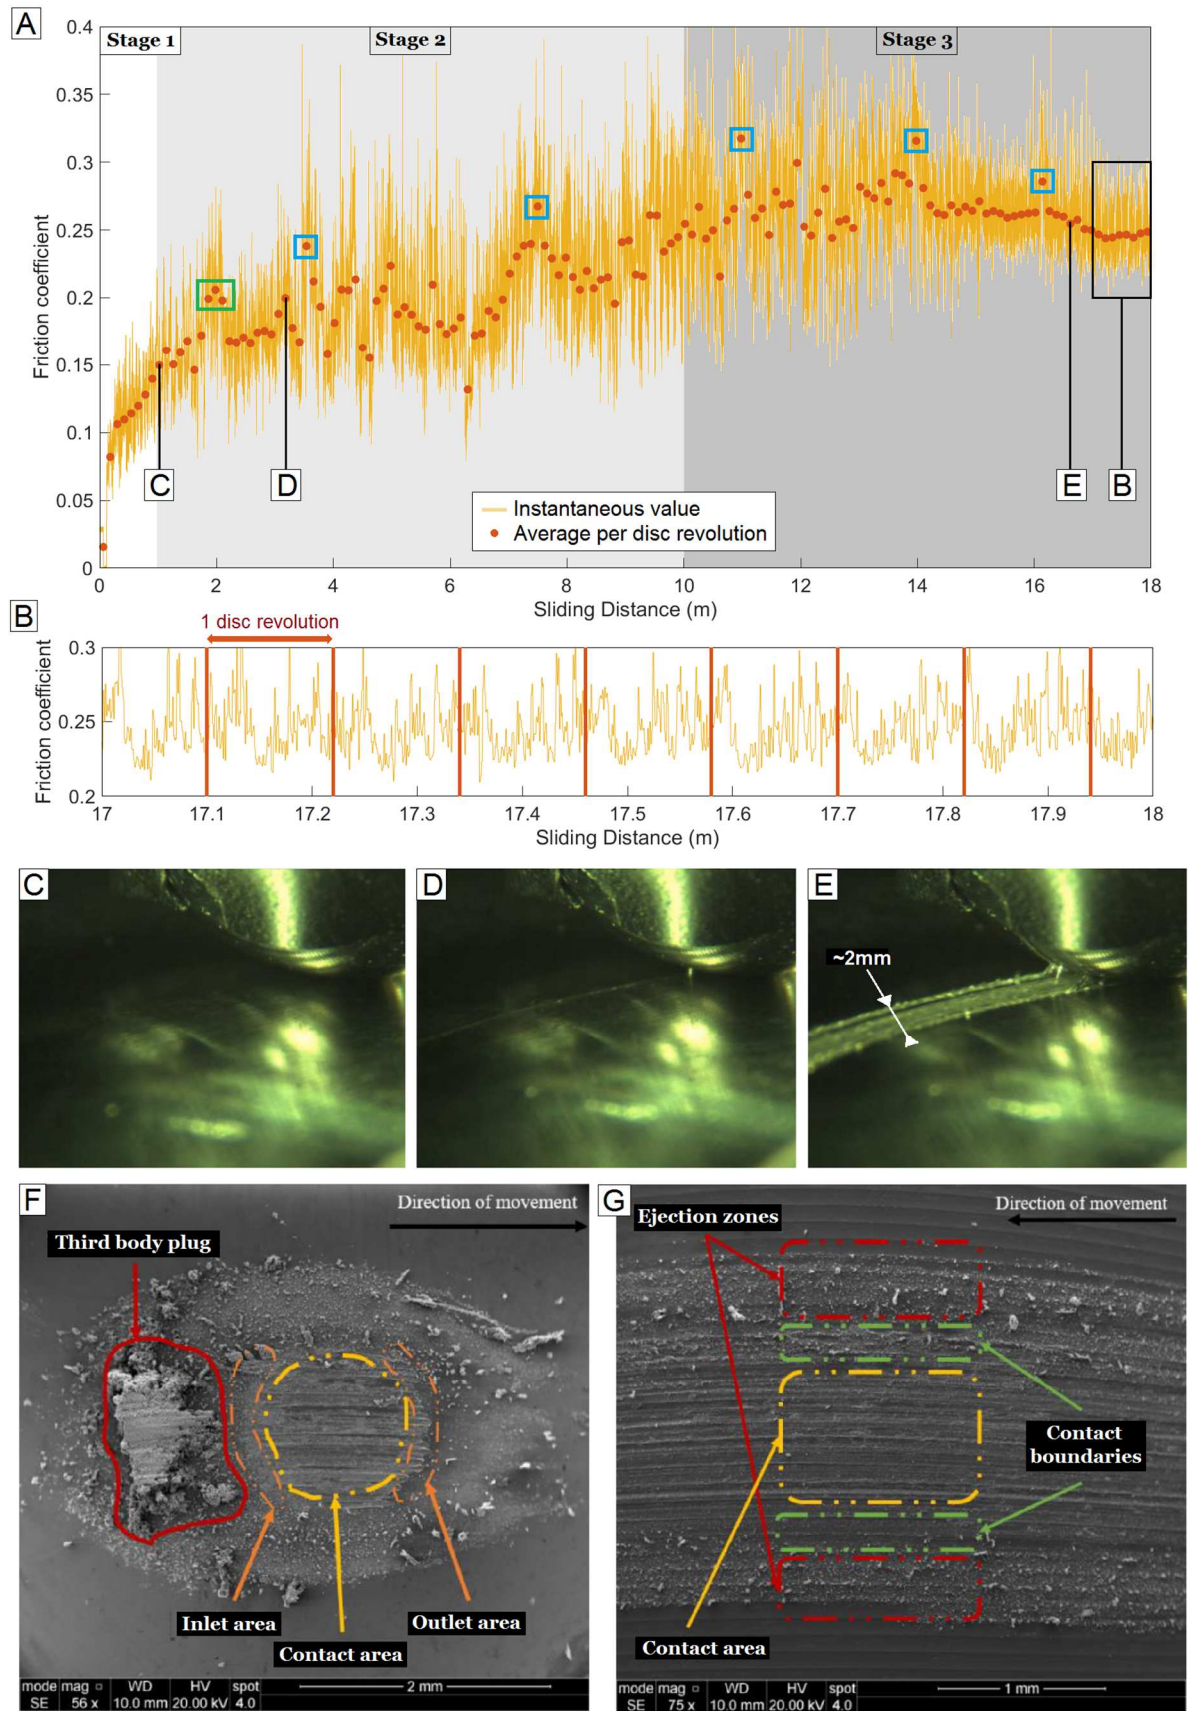 A
Stage 1
Stage 2
Stage 3
0.4
0.35
0.3
0.25
0.2
0.15
0.1
0.05
0
Friction coefficient
C
D
E
B
Instantaneous value
Average per disc revolution
0 2 4 6 8 10 12 14 16 18
Sliding Distance (m)
B
1 disc revolution
0.3
0.25
0.2
Friction coefficient
17 17.1 17.2 17.3 17.4 17.5 17.6 17.7 17.8 17.9 18
Sliding Distance (m)
C
D
E
~2mm
F
Direction of movement
Third body plug
Inlet area
Outlet area
Contact area
mode mag WD HV spot
SE 56 x 10.0 mm 20.00 kV 4.0
2 mm
G
Direction of movement
Ejection zones
Contact
boundaries
Contact area
mode mag WD HV spot
SE 75 x 10.0 mm 20.00 kV 4.0
1 mm